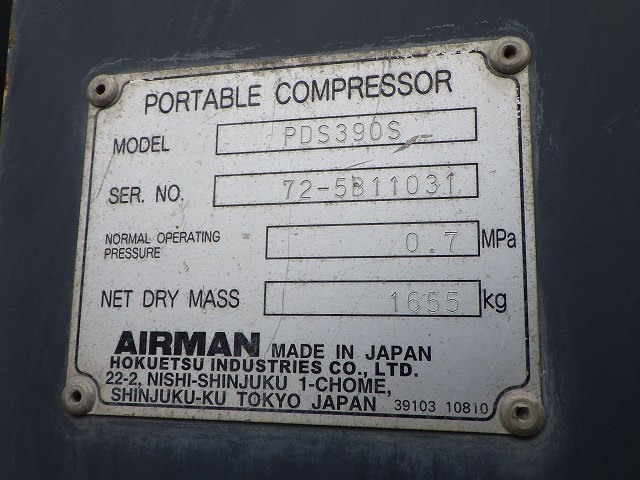 PORTABLE COMPRESSOR
MODEL PDS390S
SER. NO. 72-5B11031
NORMAL OPERATING PRESSURE 0.7 MPa
NET DRY MASS 1655 kg
AIRMAN MADE IN JAPAN
HOKUETSU INDUSTRIES CO., LTD.
22-2, NISHI-SHINJUKU 1-CHOME,
SHINJUKU-KU TOKYO JAPAN 39103 10810